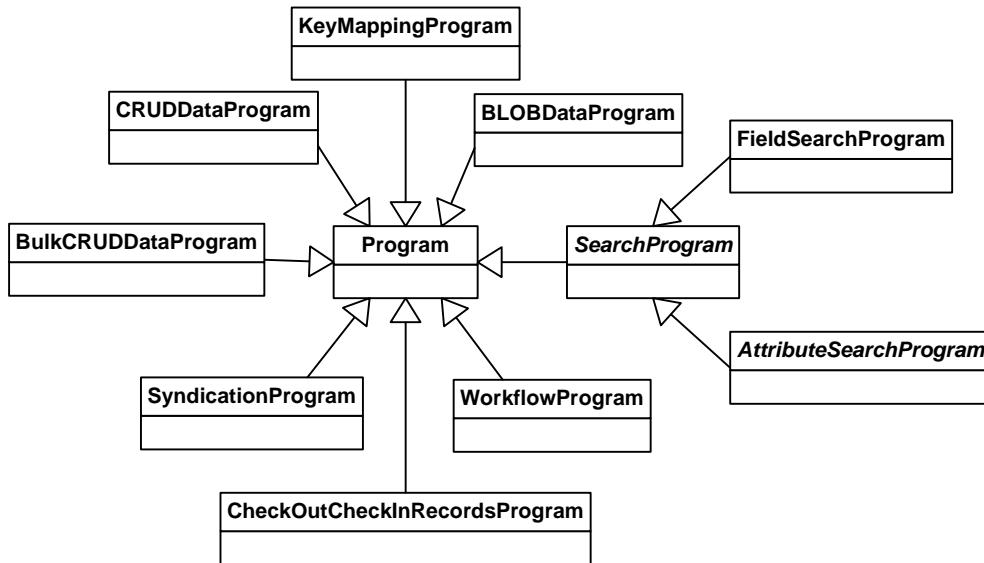 KeyMappingProgram
CRUDDataProgram
BLOBDataProgram
FieldSearchProgram
BulkCRUDDataProgram
Program
SearchProgram
AttributeSearchProgram
SyndicationProgram
WorkflowProgram
CheckOutCheckInRecordsProgram